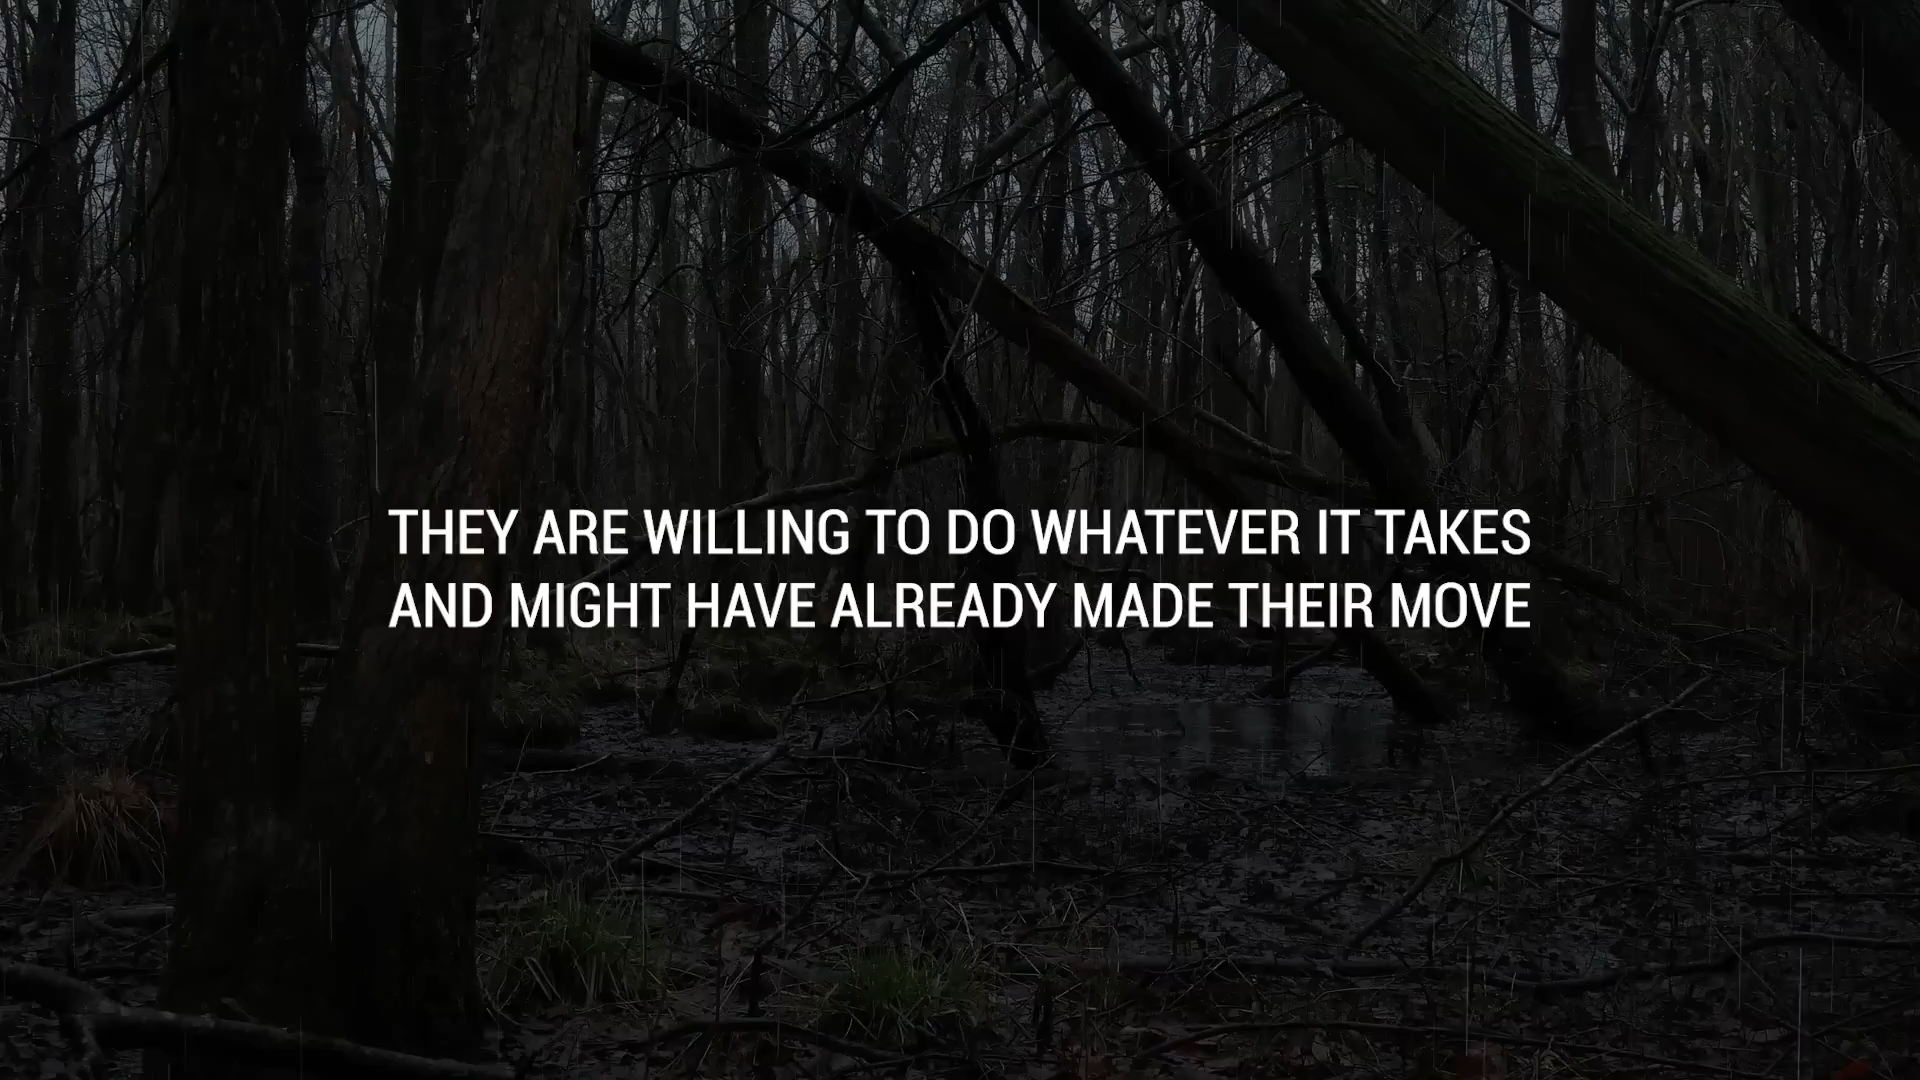 THEY ARE WILLING TO DO WHATEVER IT TAKES
AND MIGHT HAVE ALREADY MADE THEIR MOVE